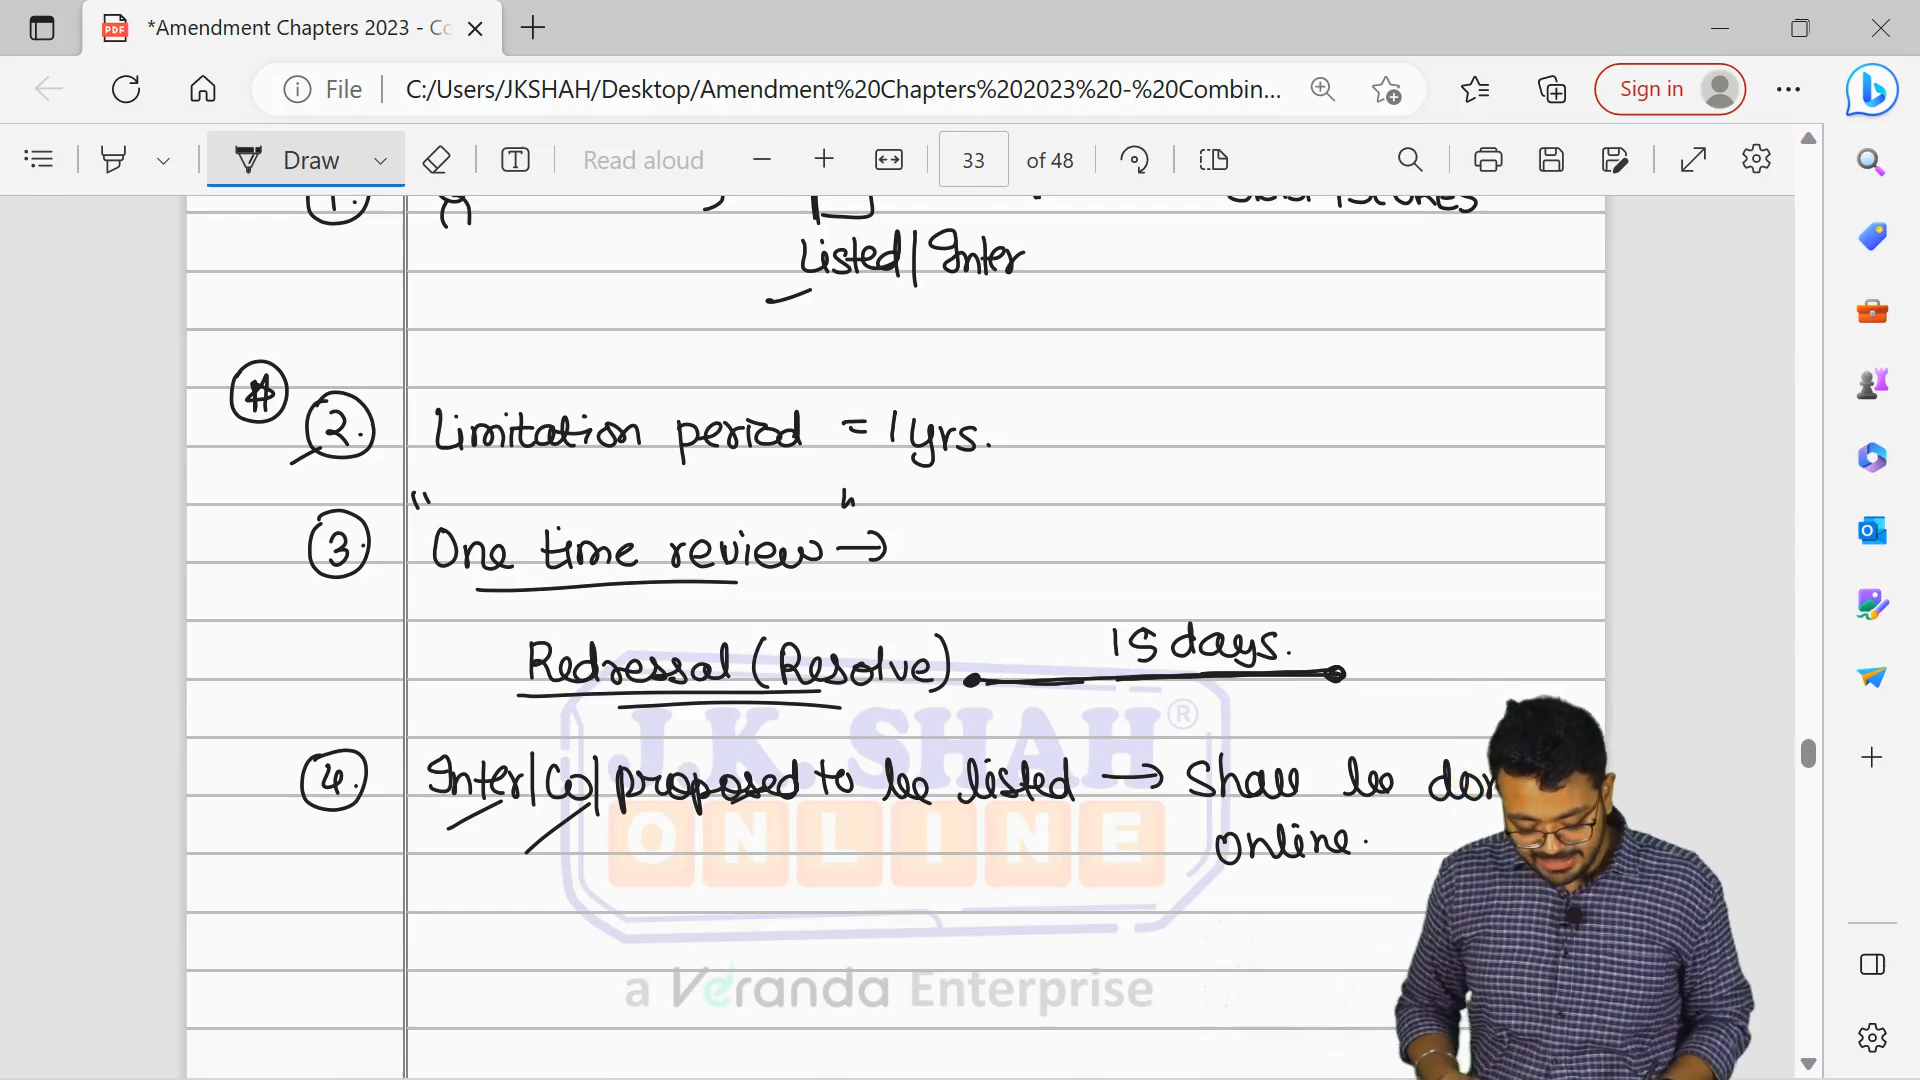 *Amendment Chapters 2023 - Co
File
C:/Users/JKSHAH/Desktop/Amendment%20Chapters%202023%20-%20Combin...
Sign in
Draw
Read aloud
33 of 48
1.
Listed | Inter
2. Limitation period = 1 yrs.
3. "One time review" →
Redressal (Resolve) 15 days.
4. Inter | Co | proposed to be listed → Shall be don
online.
J.K. SHAH®
ONLINE
a Veranda Enterprise